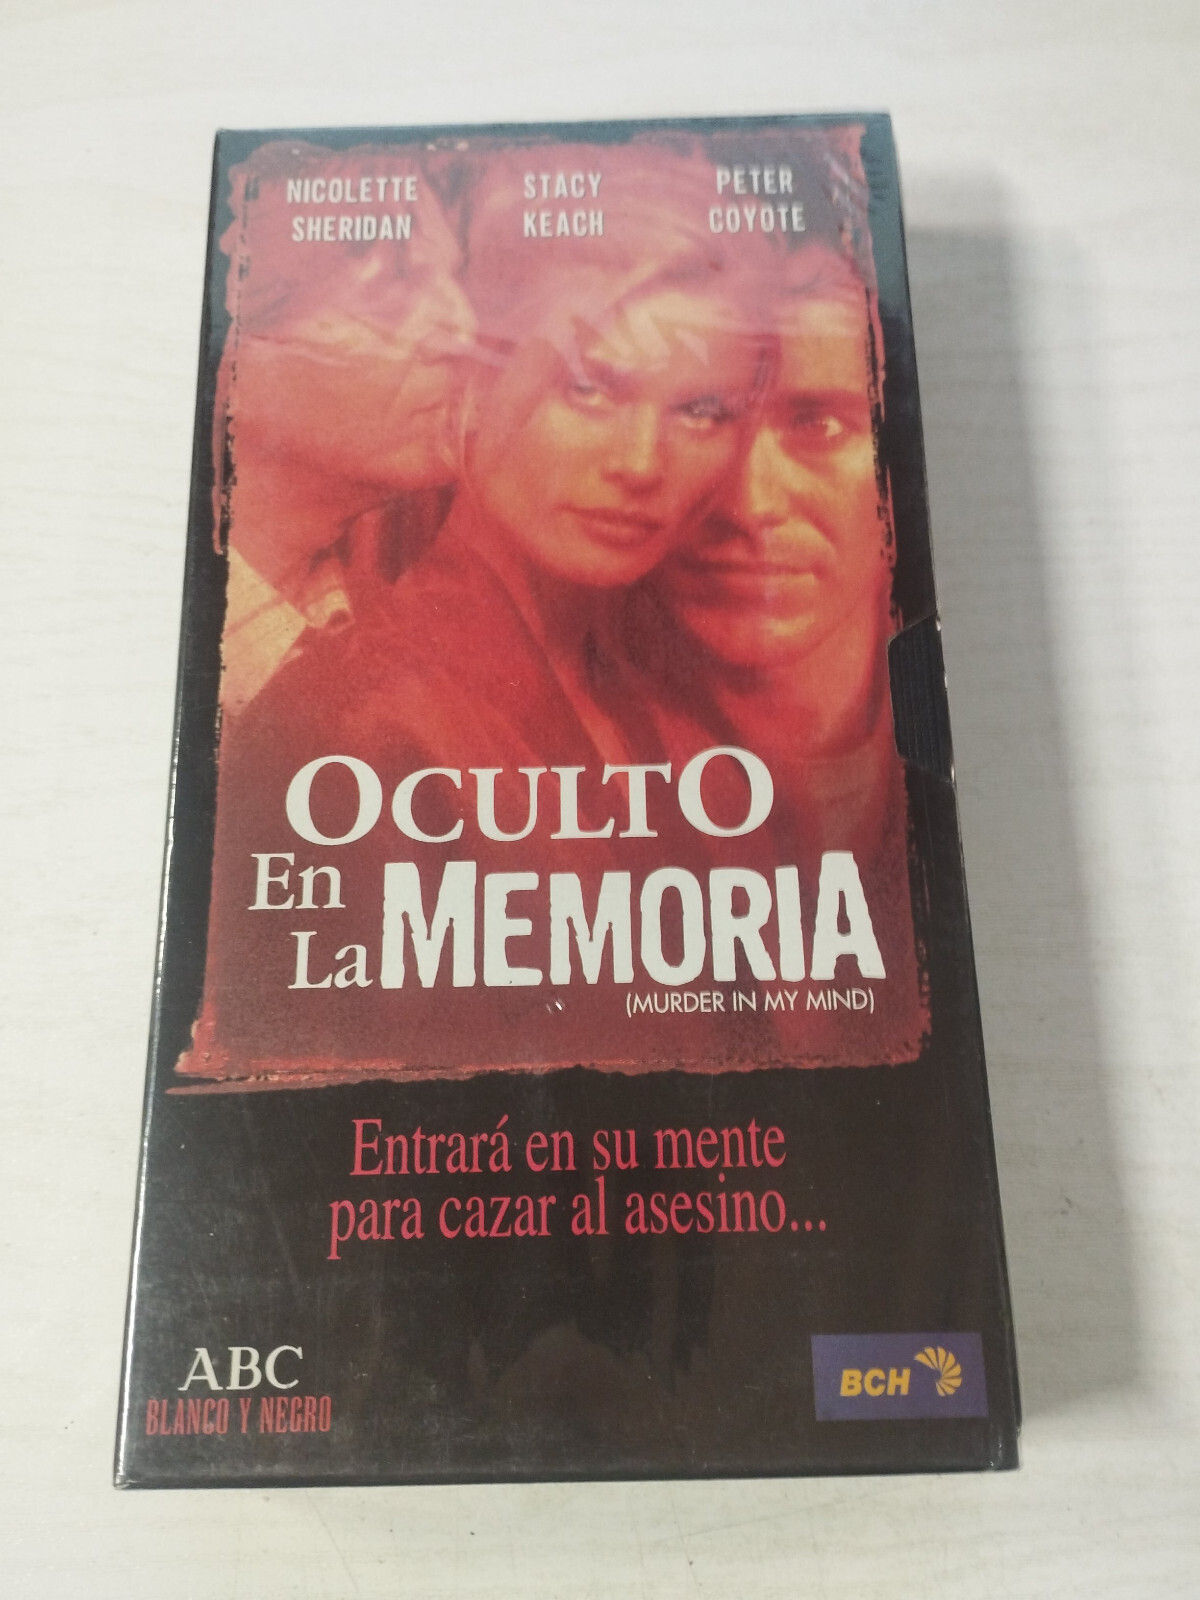 NICOLETTE
SHERIDAN
STACY
KEACH
PETER
COYOTE
OCULTO
En
La MEMORIA
(MURDER IN MY MIND)
Entrará en su mente
para cazar al asesino...
ABC
BLANCO Y NEGRO
BCH